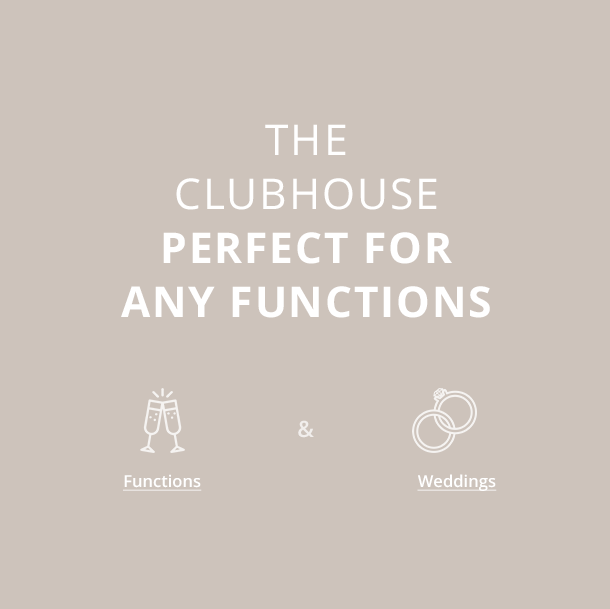 THE
CLUBHOUSE
PERFECT FOR
ANY FUNCTIONS
&
Functions
Weddings